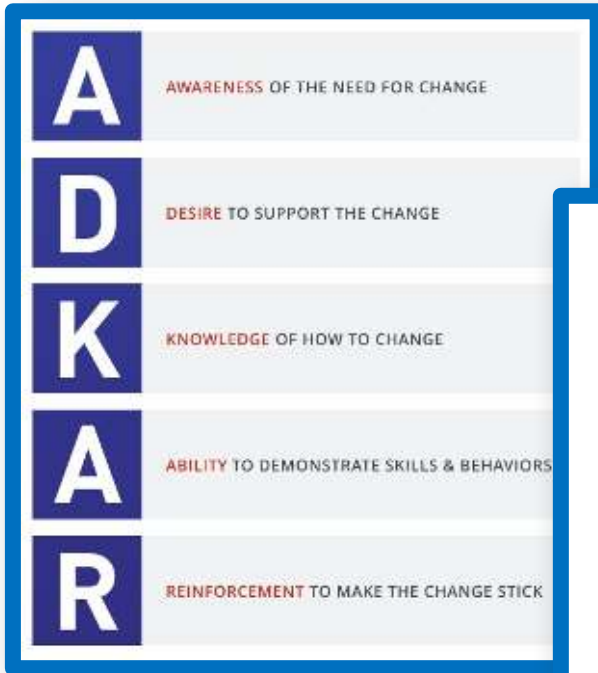 A AWARENESS OF THE NEED FOR CHANGE
D DESIRE TO SUPPORT THE CHANGE
K KNOWLEDGE OF HOW TO CHANGE
A ABILITY TO DEMONSTRATE SKILLS & BEHAVIORS
R REINFORCEMENT TO MAKE THE CHANGE STICK